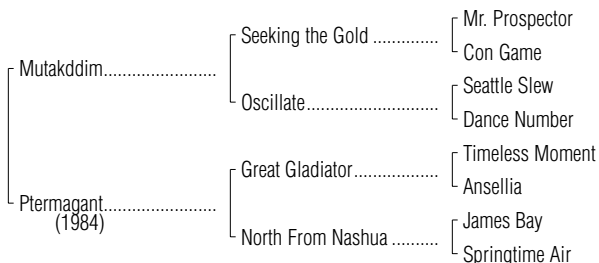 Mr. Prospector
Seeking the Gold ..............
Con Game
Mutakddim........................
Seattle Slew
Oscillate............................
Dance Number
Timeless Moment
Great Gladiator..................
Ansellia
Ptermagant........................
(1984)
James Bay
North From Nashua ..........
Springtime Air